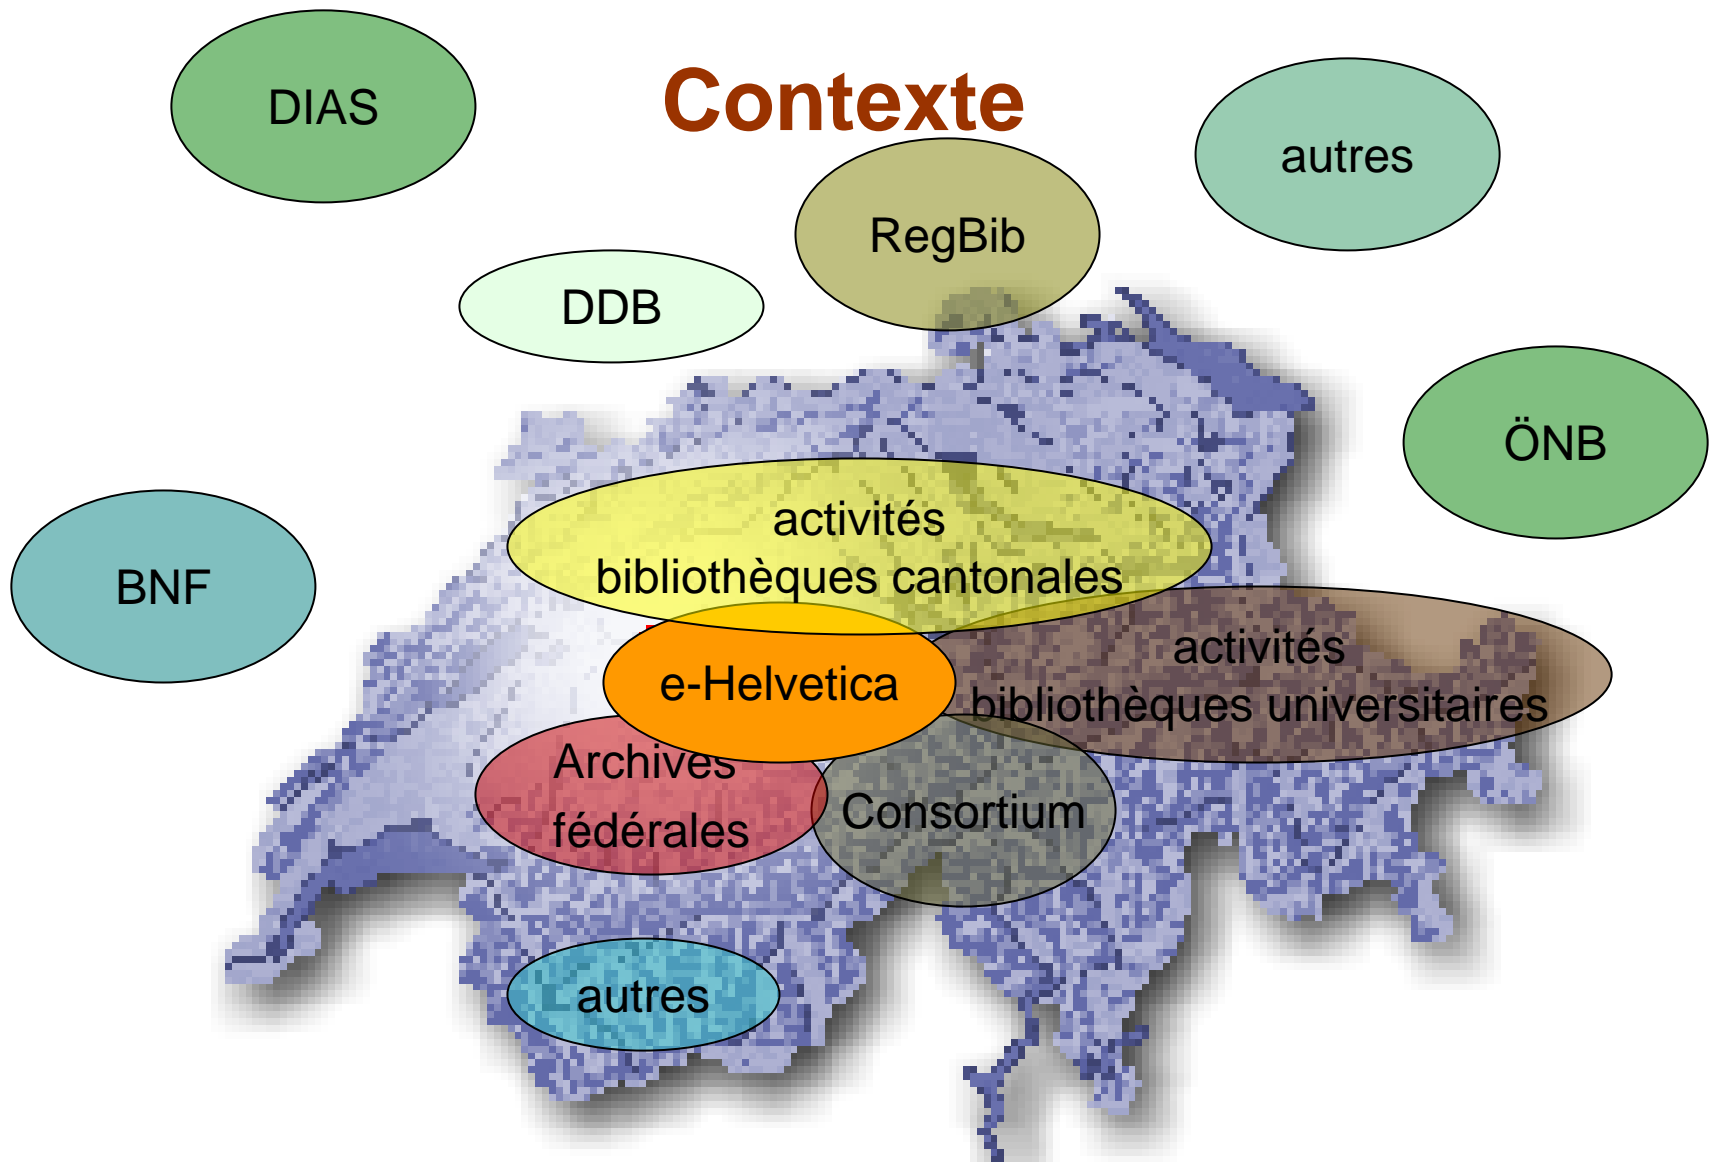 Contexte
DIAS
autres
RegBib
DDB
ÖNB
activités
bibliothèques cantonales
BNF
activités
bibliothèques universitaires
e-Helvetica
Archives
fédérales
Consortium
autres